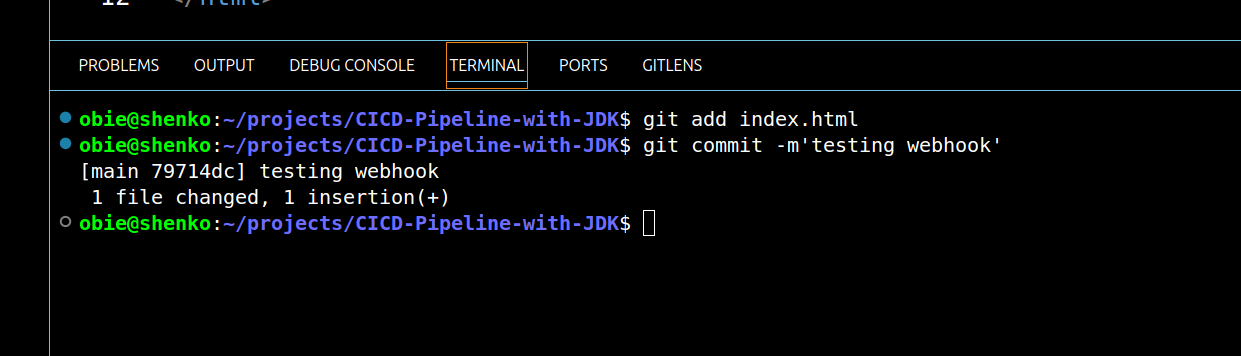 12 </html>
PROBLEMS OUTPUT DEBUG CONSOLE TERMINAL PORTS GITLENS
obie@shenko:~/projects/CICD-Pipeline-with-JDK$ git add index.html
obie@shenko:~/projects/CICD-Pipeline-with-JDK$ git commit -m'testing webhook'
[main 79714dc] testing webhook
 1 file changed, 1 insertion(+)
obie@shenko:~/projects/CICD-Pipeline-with-JDK$